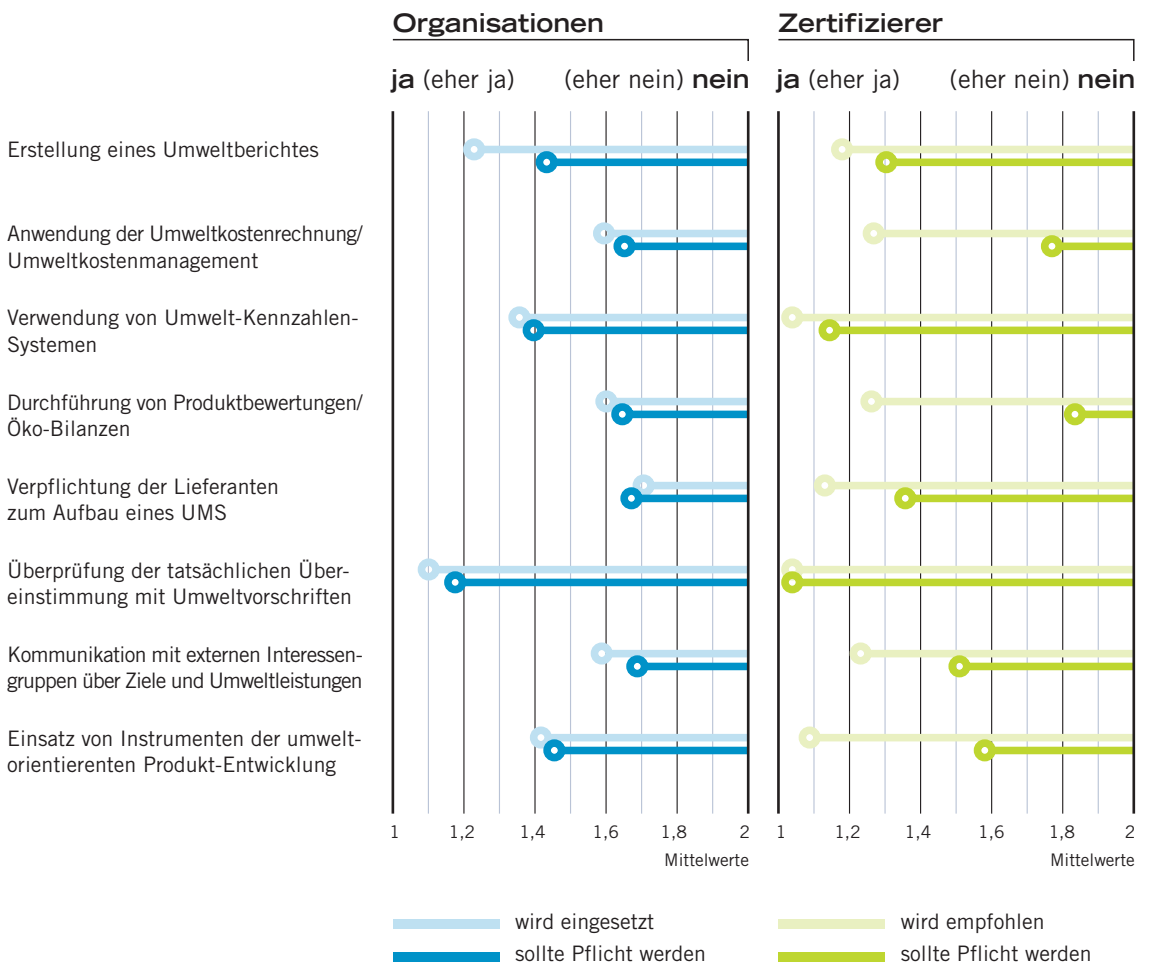 Organisationen
Zertifizierer
ja (eher ja) (eher nein) nein
ja (eher ja) (eher nein) nein
Erstellung eines Umweltberichtes
Anwendung der Umweltkostenrechnung/
Umweltkostenmanagement
Verwendung von Umwelt-Kennzahlen-
Systemen
Durchführung von Produktbewertungen/
Öko-Bilanzen
Verpflichtung der Lieferanten
zum Aufbau eines UMS
Überprüfung der tatsächlichen Über-
einstimmung mit Umweltvorschriften
Kommunikation mit externen Interessen-
gruppen über Ziele und Umweltleistungen
Einsatz von Instrumenten der umwelt-
orientierenten Produkt-Entwicklung
1 1,2 1,4 1,6 1,8 2
Mittelwerte
1 1,2 1,4 1,6 1,8 2
Mittelwerte
wird eingesetzt
sollte Pflicht werden
wird empfohlen
sollte Pflicht werden